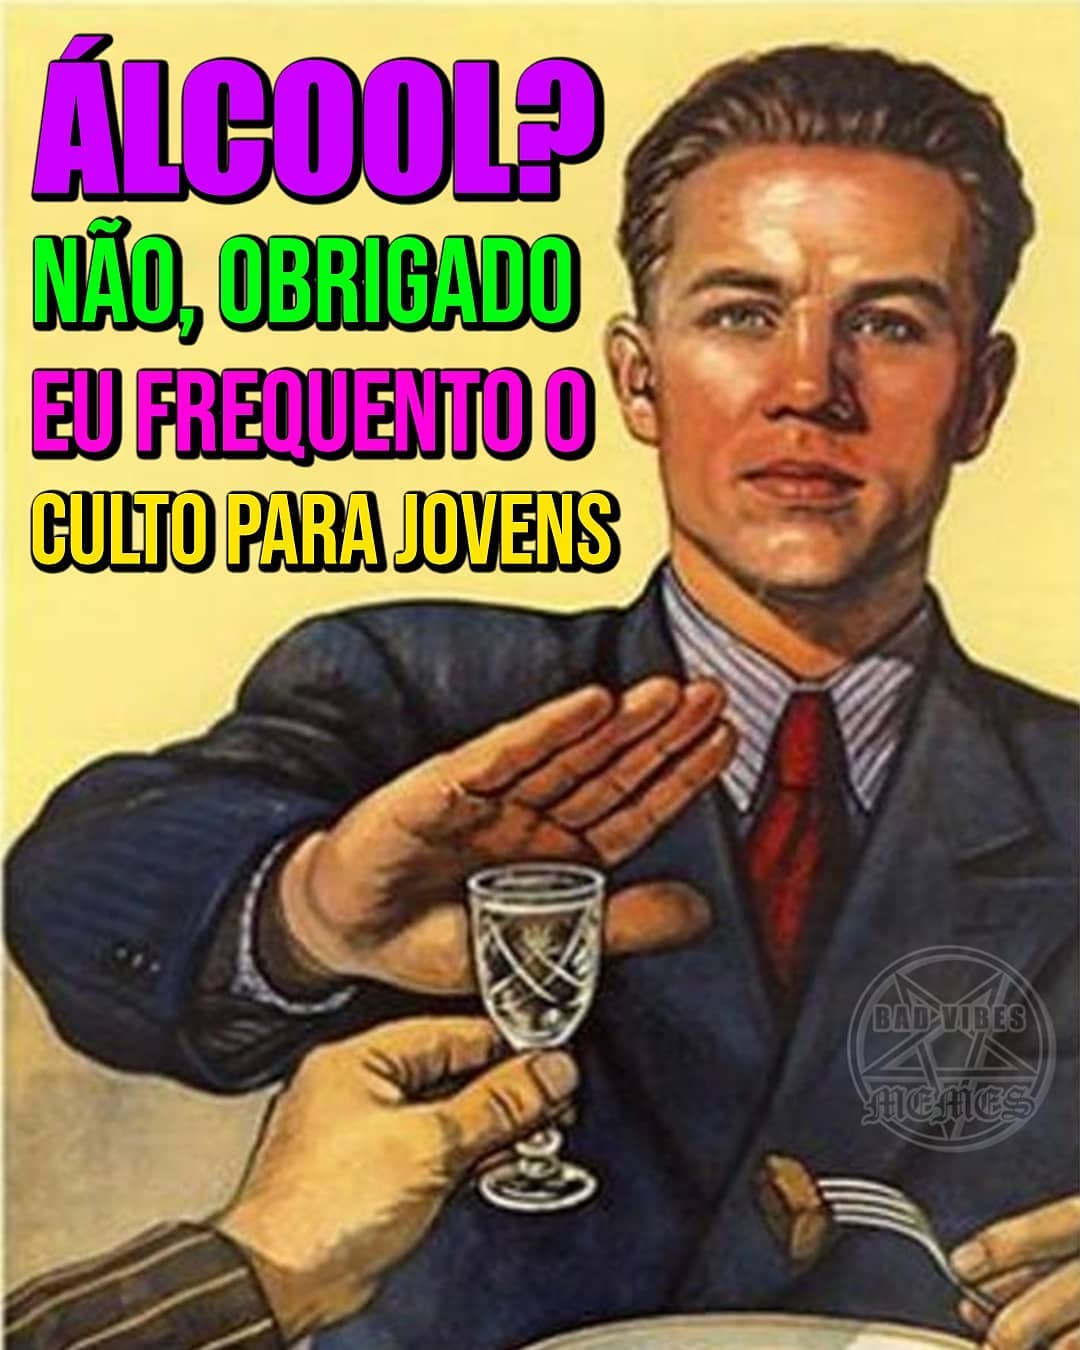 ÁLCOOL?
NÃO, OBRIGADO
EU FREQUENTO O
CULTO PARA JOVENS
BAD VIBES
MEMES